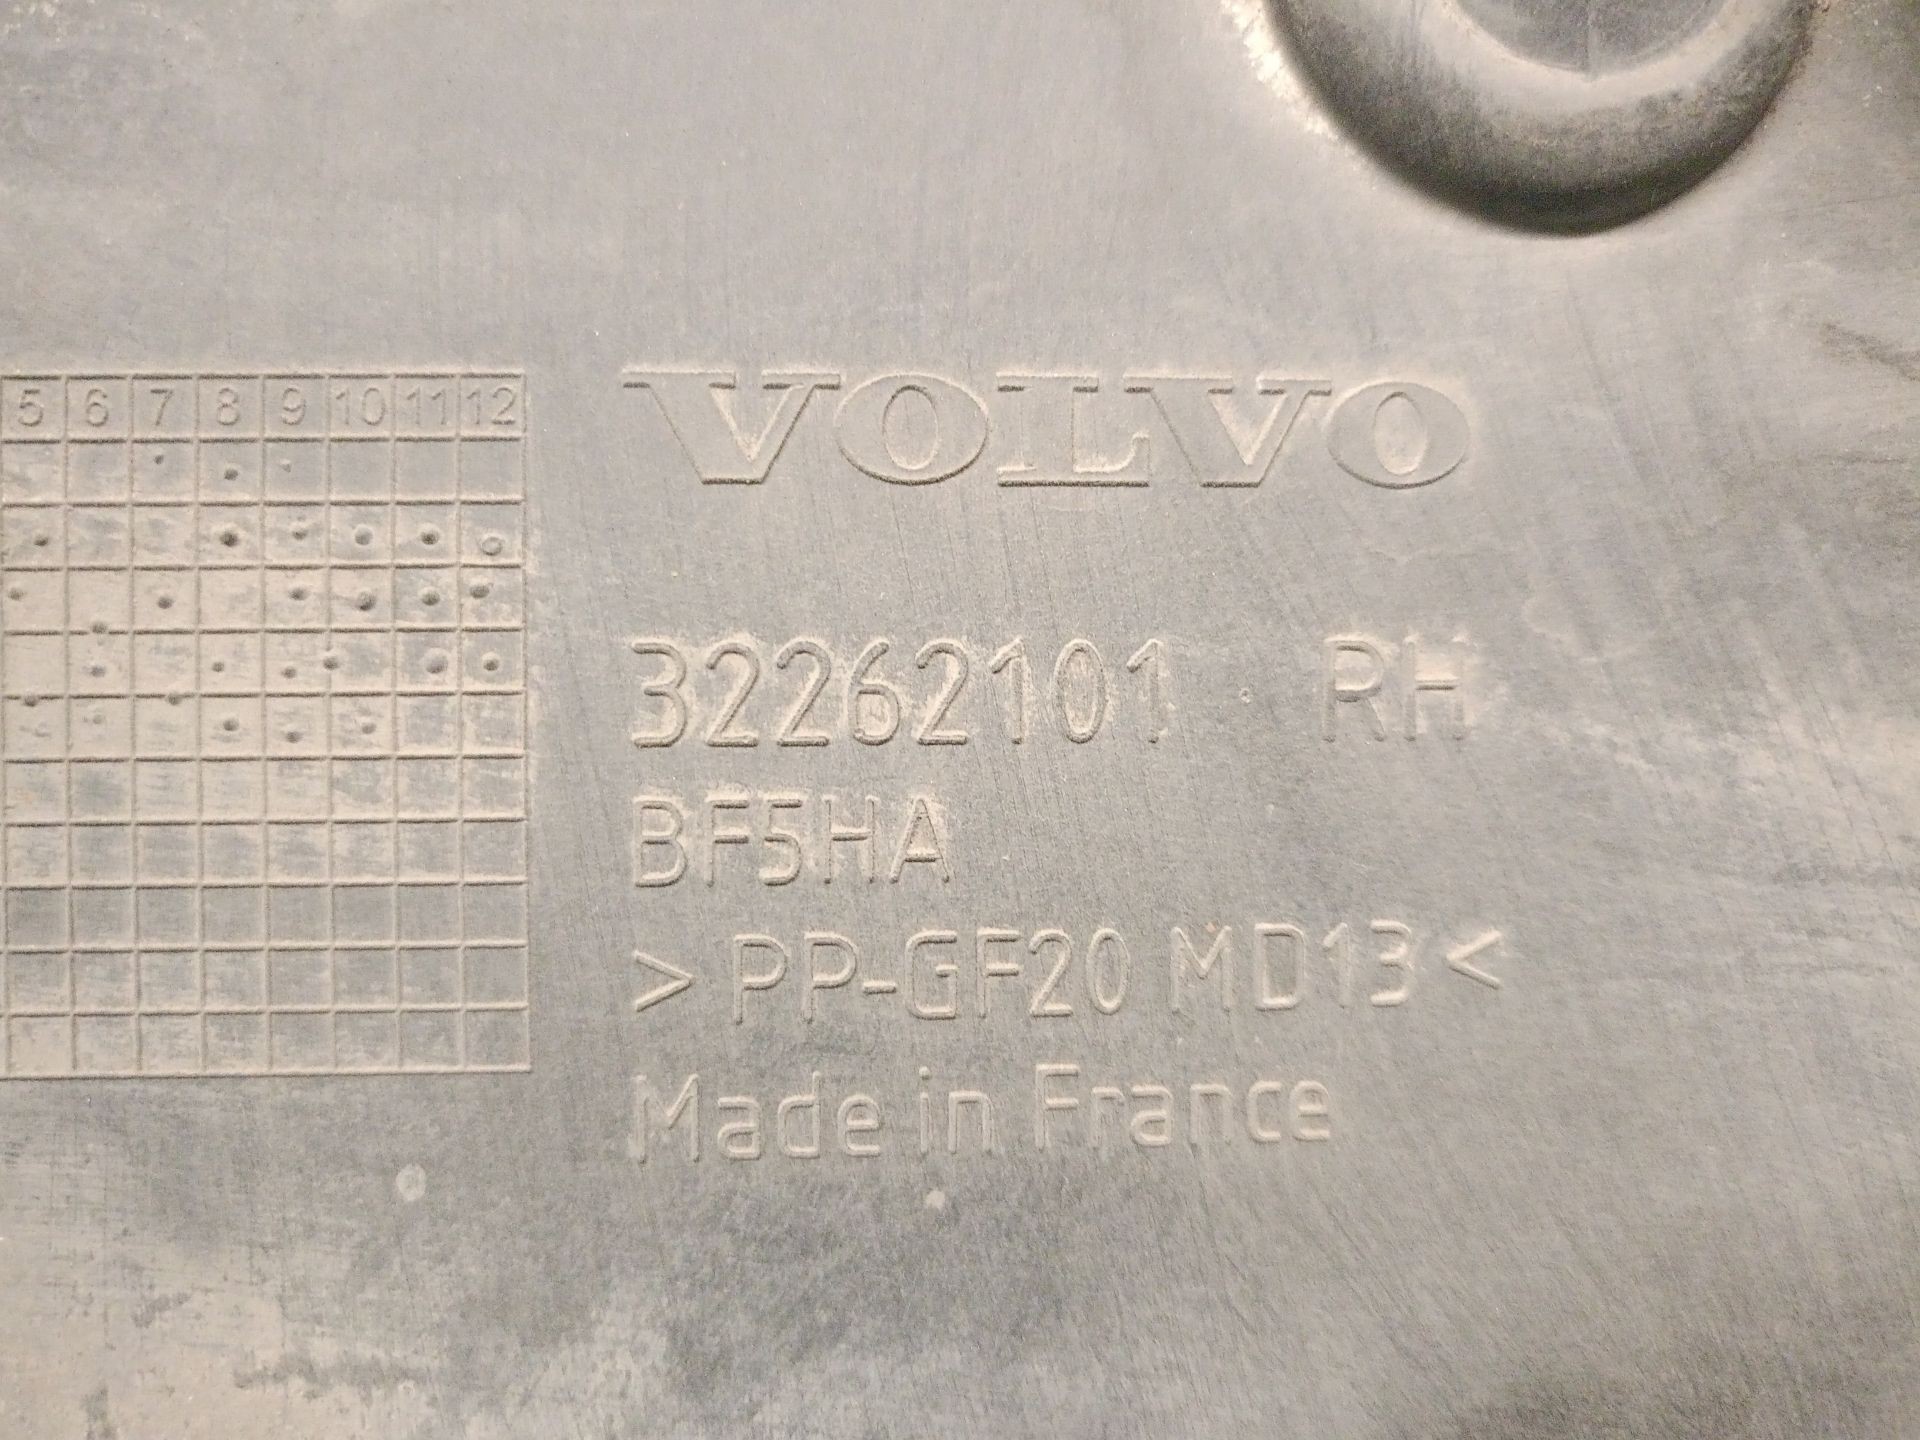 5 6 7 8 9 10 11 12
VOLVO
32262101 RH
BF5HA
> PP-GF20 MD13 <
Made in France